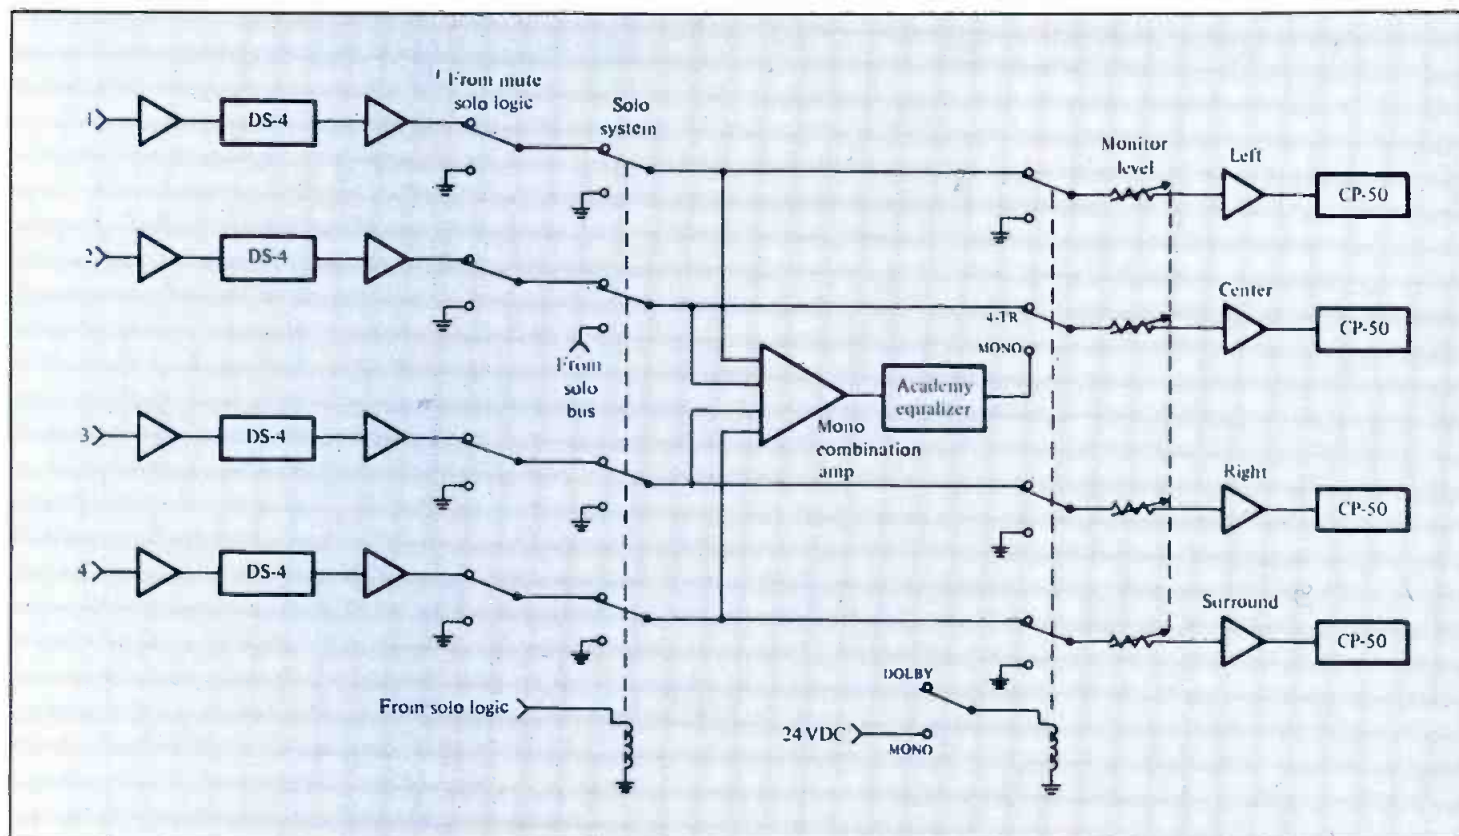 From mute
solo logic
Solo
system
1
DS-4
Monitor
level
Left
CP-50
2
DS-4
4-TR
Center
CP-50
From
solo
bus
MONO
Academy
equalizer
Mono
combination
amp
3
DS-4
Right
CP-50
4
DS-4
Surround
CP-50
From solo logic
DOLBY
24 VDC
MONO